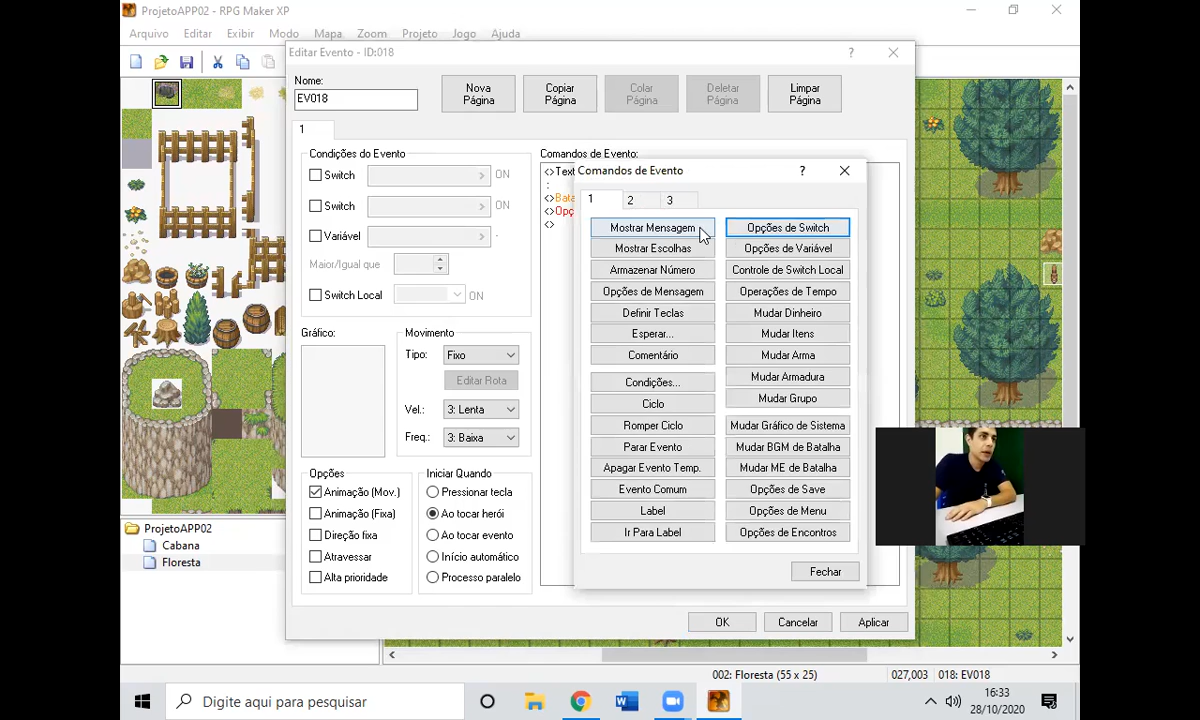 ProjetoAPP02 - RPG Maker XP
Arquivo Editar Exibir Modo Mapa Zoom Projeto Jogo Ajuda
Editar Evento - ID:018
Nome:
EV018
Nova Página
Copiar Página
Colar Página
Deletar Página
Limpar Página
1
Condições do Evento
Switch ON
Switch ON
Variável
Maior/Igual que
Switch Local ON
Gráfico:
Movimento
Tipo: Fixo
Editar Rota
Vel.: 3: Lenta
Freq.: 3: Baixa
Opções
Animação (Mov.)
Animação (Fixa)
Direção fixa
Atravessar
Alta prioridade
Iniciar Quando
Pressionar tecla
Ao tocar herói
Ao tocar evento
Início automático
Processo paralelo
Comandos de Evento:
<>Text
:
<>Bata
<>Opç
<>
Comandos de Evento
1 2 3
Mostrar Mensagem Opções de Switch
Mostrar Escolhas Opções de Variável
Armazenar Número Controle de Switch Local
Opções de Mensagem Operações de Tempo
Definir Teclas Mudar Dinheiro
Esperar... Mudar Itens
Comentário Mudar Arma
Condições... Mudar Armadura
Ciclo Mudar Grupo
Romper Ciclo Mudar Gráfico de Sistema
Parar Evento Mudar BGM de Batalha
Apagar Evento Temp. Mudar ME de Batalha
Evento Comum Opções de Save
Label Opções de Menu
Ir Para Label Opções de Encontros
Fechar
OK Cancelar Aplicar
ProjetoAPP02
Cabana
Floresta
002: Floresta (55 x 25) 027,003 018: EV018
Digite aqui para pesquisar
16:33
28/10/2020